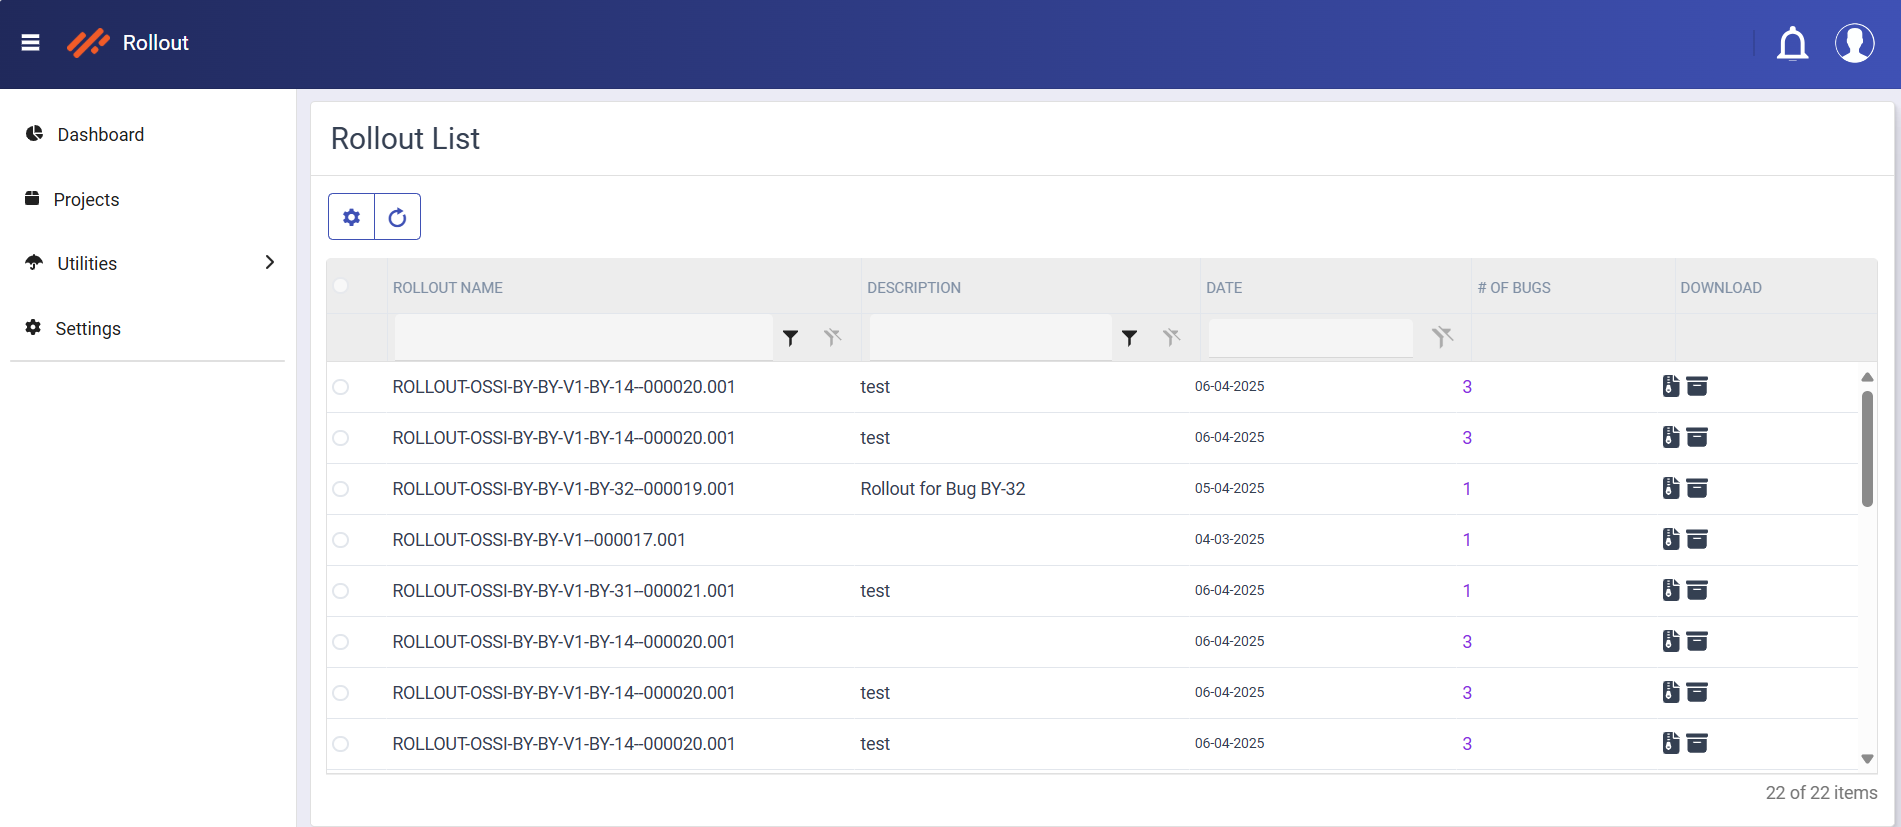 Rollout
Dashboard
Projects
Utilities
Settings
Rollout List
ROLLOUT NAME DESCRIPTION DATE # OF BUGS DOWNLOAD
ROLLOUT-OSSI-BY-BY-V1-BY-14--000020.001 test 06-04-2025 3
ROLLOUT-OSSI-BY-BY-V1-BY-14--000020.001 test 06-04-2025 3
ROLLOUT-OSSI-BY-BY-V1-BY-32--000019.001 Rollout for Bug BY-32 05-04-2025 1
ROLLOUT-OSSI-BY-BY-V1--000017.001 04-03-2025 1
ROLLOUT-OSSI-BY-BY-V1-BY-31--000021.001 test 06-04-2025 1
ROLLOUT-OSSI-BY-BY-V1-BY-14--000020.001 06-04-2025 3
ROLLOUT-OSSI-BY-BY-V1-BY-14--000020.001 test 06-04-2025 3
ROLLOUT-OSSI-BY-BY-V1-BY-14--000020.001 test 06-04-2025 3
22 of 22 items